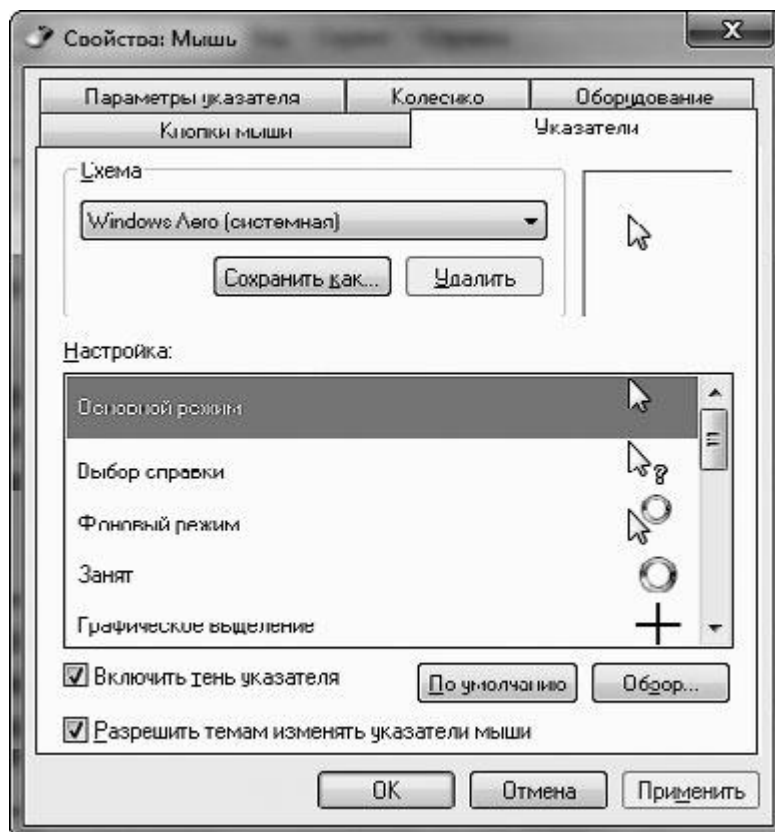 Свойства: Мышь
Параметры указателя Колесико Оборудование
Кнопки мыши Указатели
Схема
Windows Aero (системная)
Сохранить как... Удалить
Настройка:
Основной режим
Выбор справки
Фоновый режим
Занят
Графическое выделение
Включить тень указателя По умолчанию Обзор...
Разрешить темам изменять указатели мыши
OK Отмена Применить